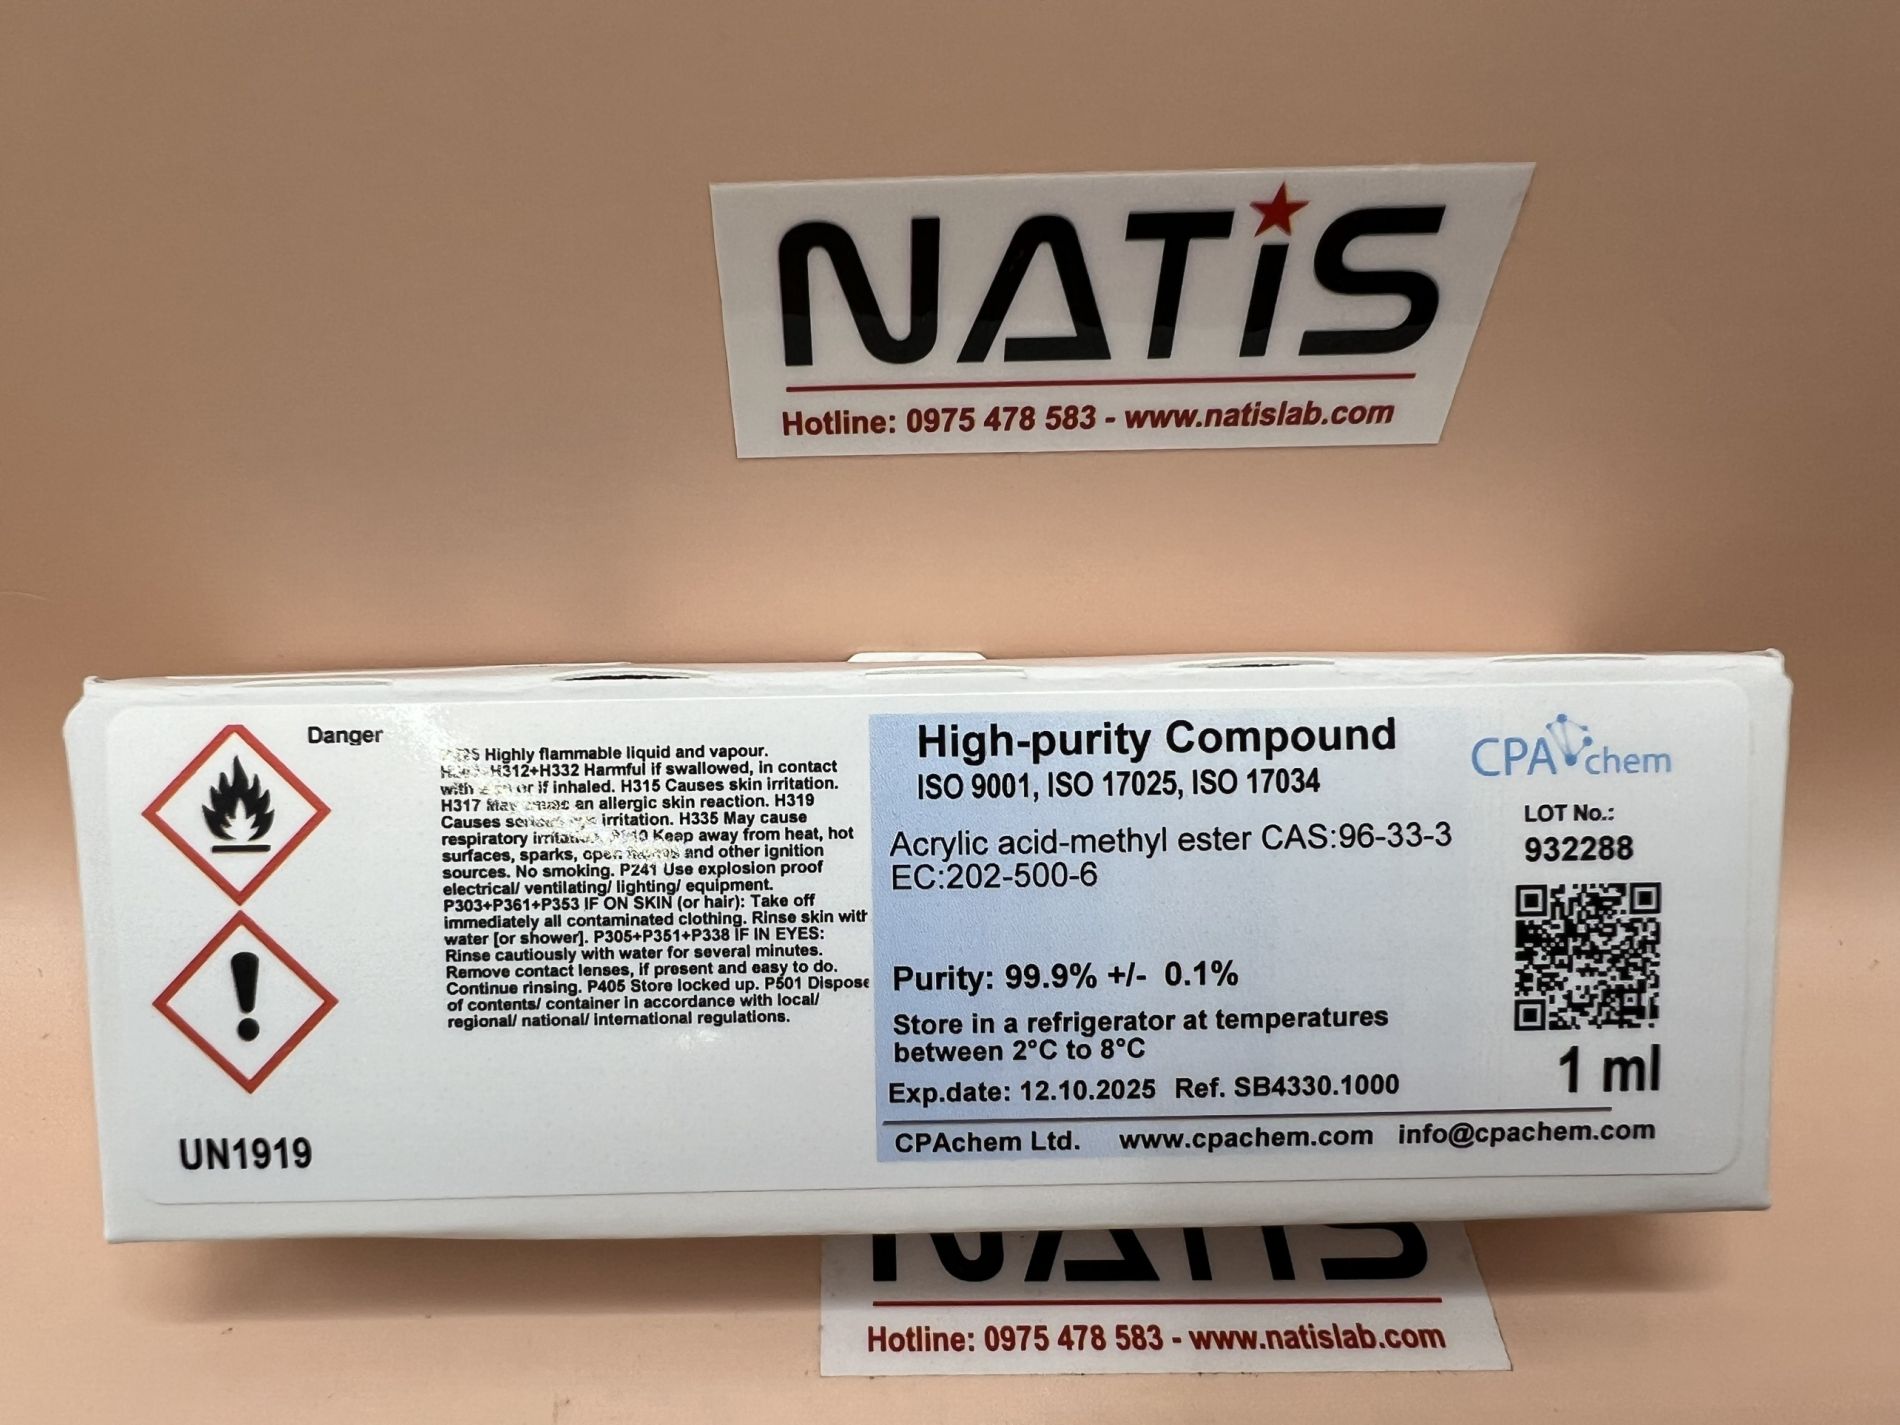 NATiS
Hotline: 0975 478 583 - www.natislab.com
Danger
Highly flammable liquid and vapour.
H312+H332 Harmful if swallowed, in contact
with or if inhaled. H315 Causes skin irritation.
H317 May an allergic skin reaction. H319
Causes irritation. H335 May cause
respiratory Keep away from heat, hot
surfaces, sparks, and other ignition
sources. No smoking. P241 Use explosion proof
electrical/ ventilating/ lighting/ equipment.
P303+P361+P353 IF ON SKIN (or hair): Take off
immediately all contaminated clothing. Rinse skin with
water [or shower]. P305+P351+P338 IF IN EYES:
Rinse cautiously with water for several minutes.
Remove contact lenses, if present and easy to do.
Continue rinsing. P405 Store locked up. P501 Dispose
of contents/ container in accordance with local/
regional/ national/ international regulations.
UN1919
High-purity Compound
ISO 9001, ISO 17025, ISO 17034
Acrylic acid-methyl ester CAS:96-33-3
EC:202-500-6
Purity: 99.9% +/- 0.1%
Store in a refrigerator at temperatures
between 2°C to 8°C
Exp.date: 12.10.2025 Ref. SB4330.1000
CPAchem Ltd. www.cpachem.com info@cpachem.com
CPAchem
LOT No.:
932288
1 ml
NATiS
Hotline: 0975 478 583 - www.natislab.com